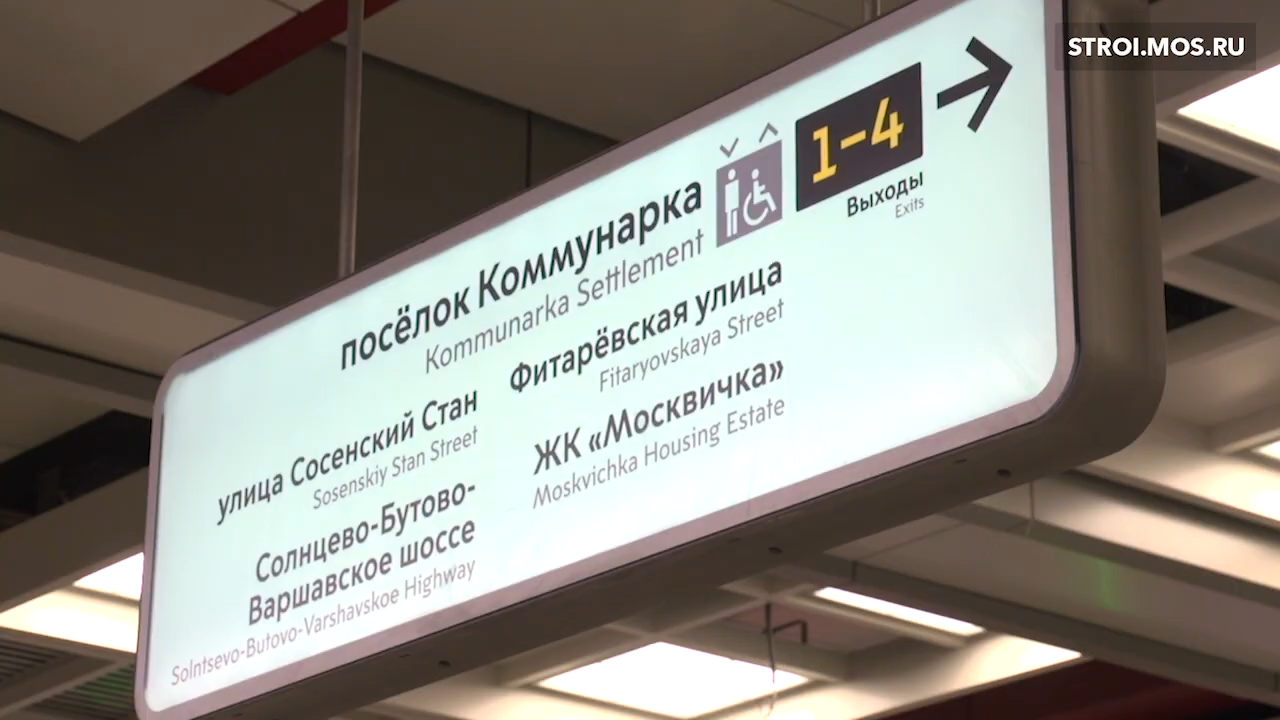 STROI.MOS.RU
1–4
Выходы
Exits
посёлок Коммунарка
Kommunarka Settlement
улица Сосенский Стан
Sosenskiy Stan Street
Солнцево-Бутово-
Варшавское шоссе
Solntsevo-Butovo-Varshavskoe Highway
Фитарёвская улица
Fitaryovskaya Street
ЖК «Москвичка»
Moskvichka Housing Estate